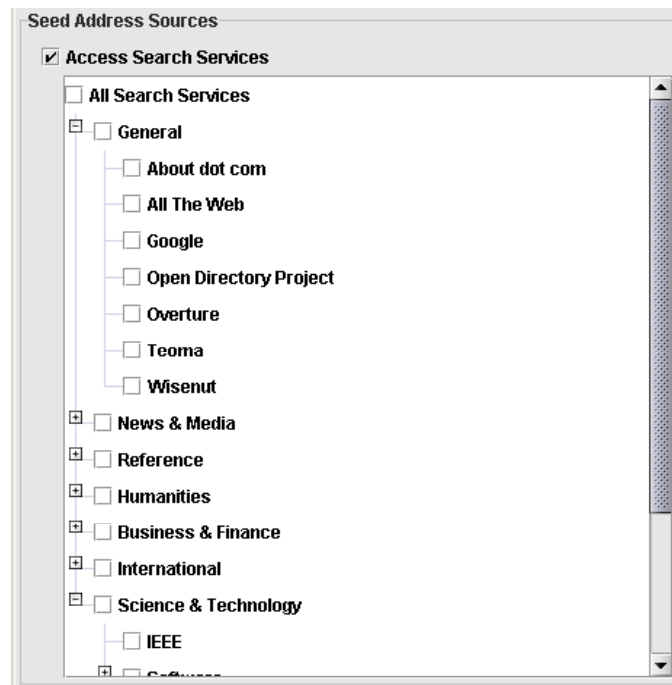 Seed Address Sources
Access Search Services
All Search Services
General
About dot com
All The Web
Google
Open Directory Project
Overture
Teoma
Wisenut
News & Media
Reference
Humanities
Business & Finance
International
Science & Technology
IEEE
Software